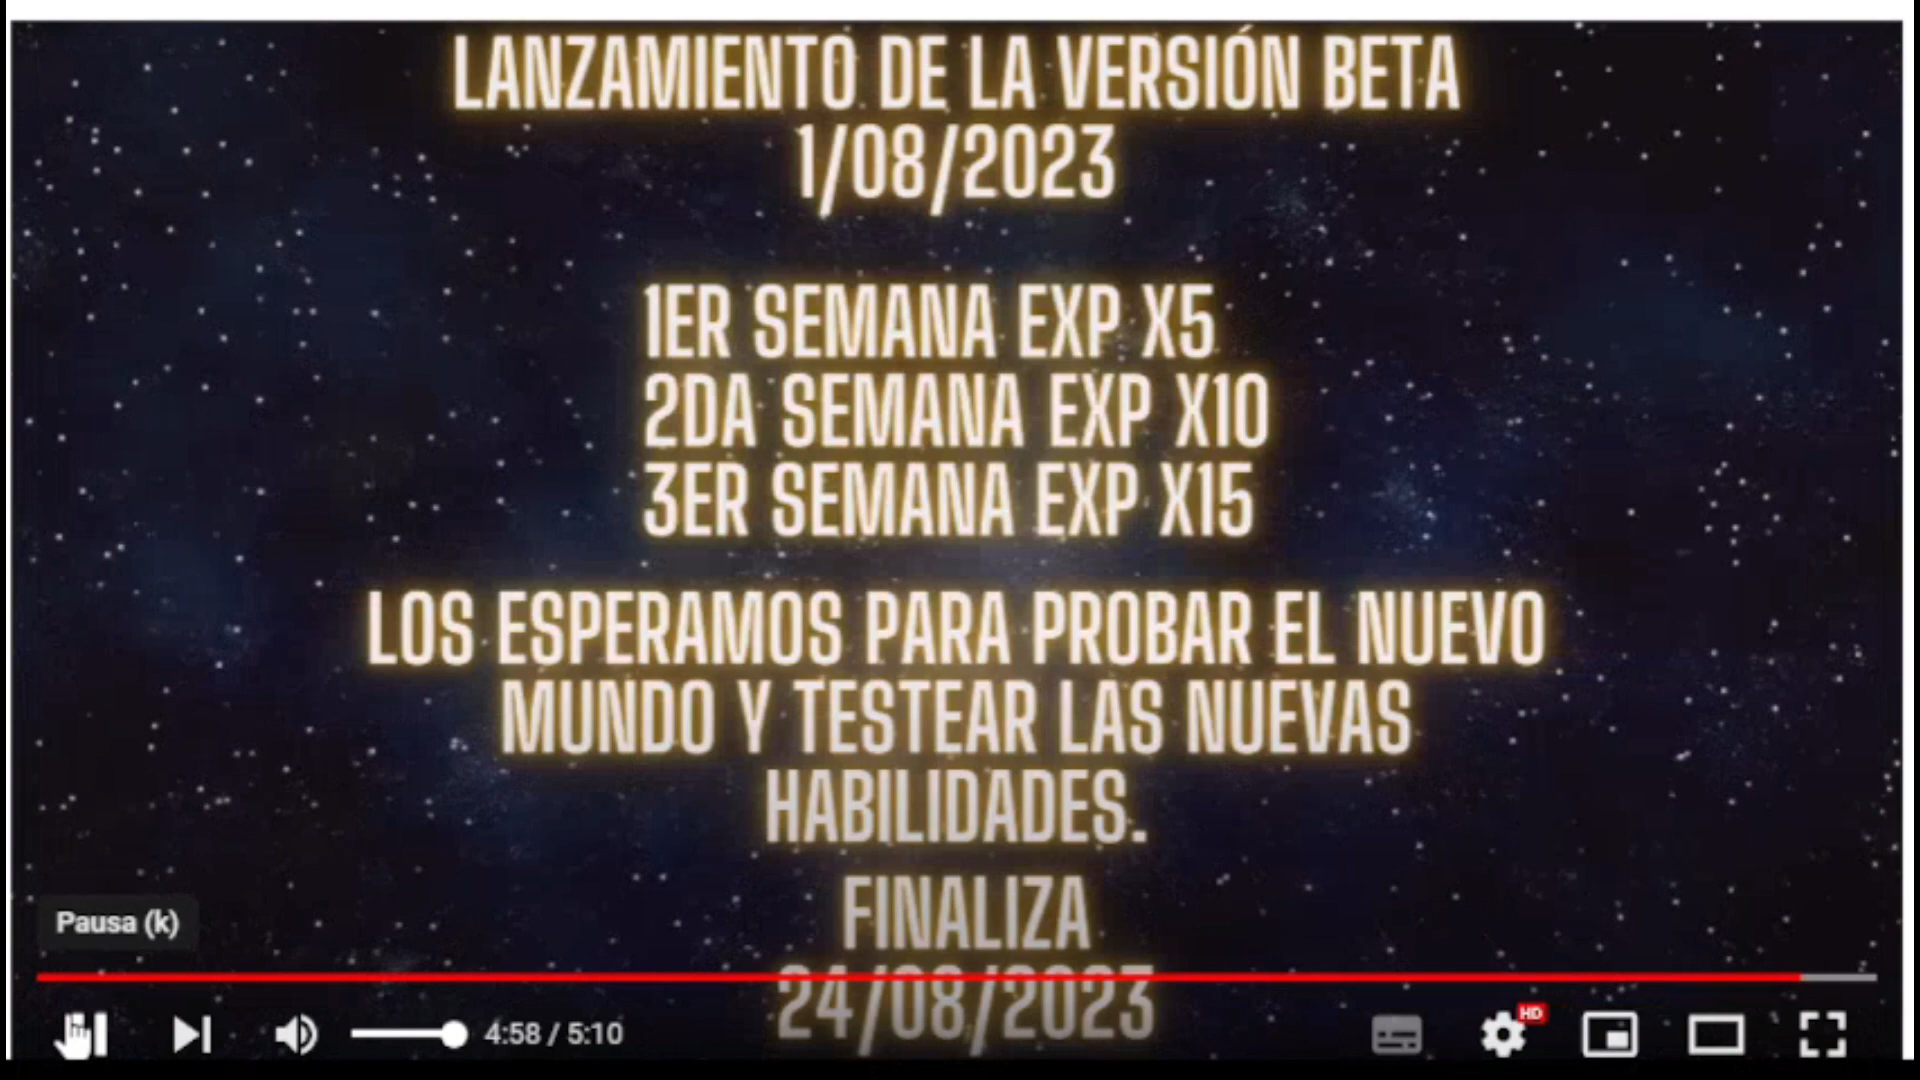 LANZAMIENTO DE LA VERSIÓN BETA
1/08/2023
1ER SEMANA EXP X5
2DA SEMANA EXP X10
3ER SEMANA EXP X15
LOS ESPERAMOS PARA PROBAR EL NUEVO
MUNDO Y TESTEAR LAS NUEVAS
HABILIDADES.
FINALIZA
24/08/2023
Pausa (k)
4:58 / 5:10
HD